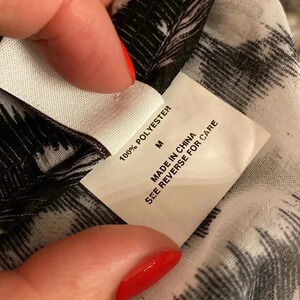 100% POLYESTER
M
MADE IN CHINA
SEE REVERSE FOR CARE